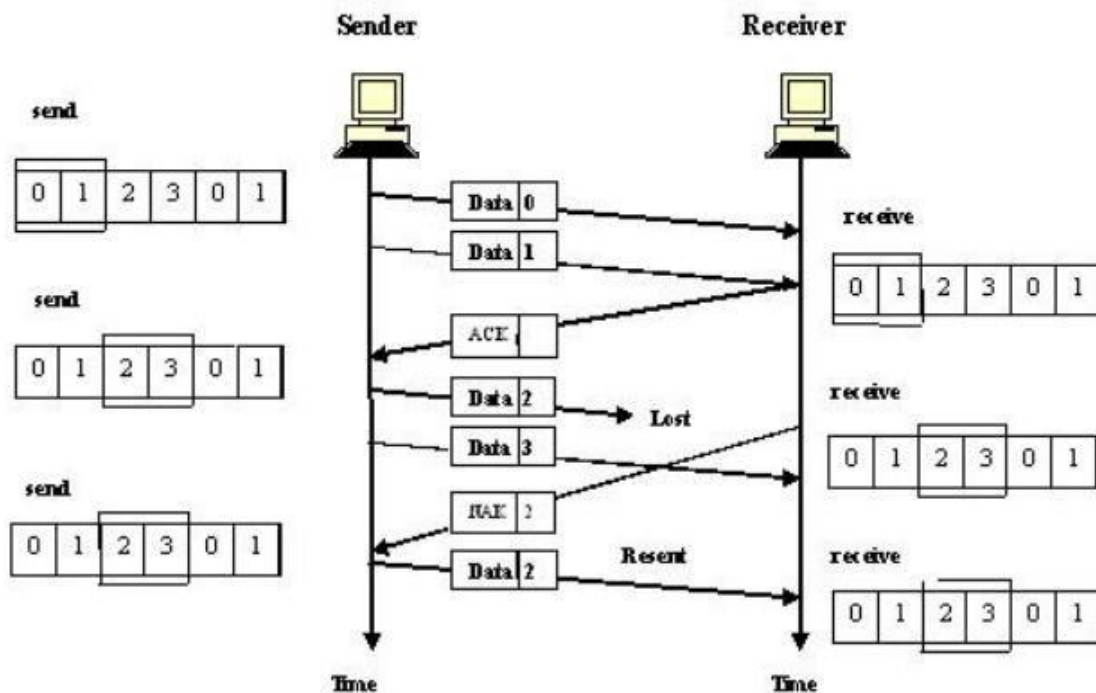 Sender
Receiver
send
0 1 2 3 0 1
Data 0
receive
Data 1
0 1 2 3 0 1
send
ACK
0 1 2 3 0 1
Data 2
Lost
receive
Data 3
0 1 2 3 0 1
send
NAK 2
0 1 2 3 0 1
Data 2
Resent
receive
0 1 2 3 0 1
Time
Time